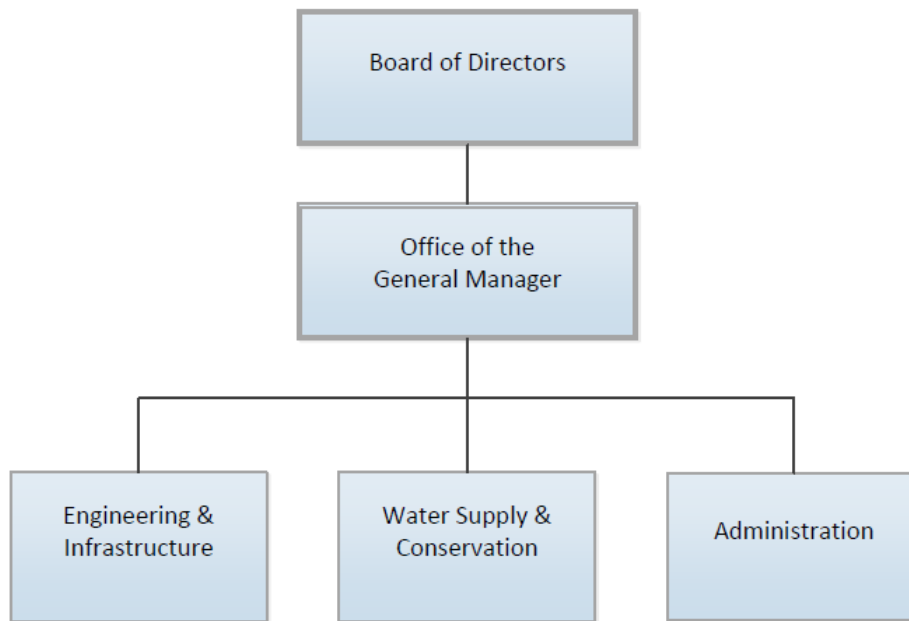 Board of Directors
Office of the
General Manager
Engineering &
Infrastructure
Water Supply &
Conservation
Administration